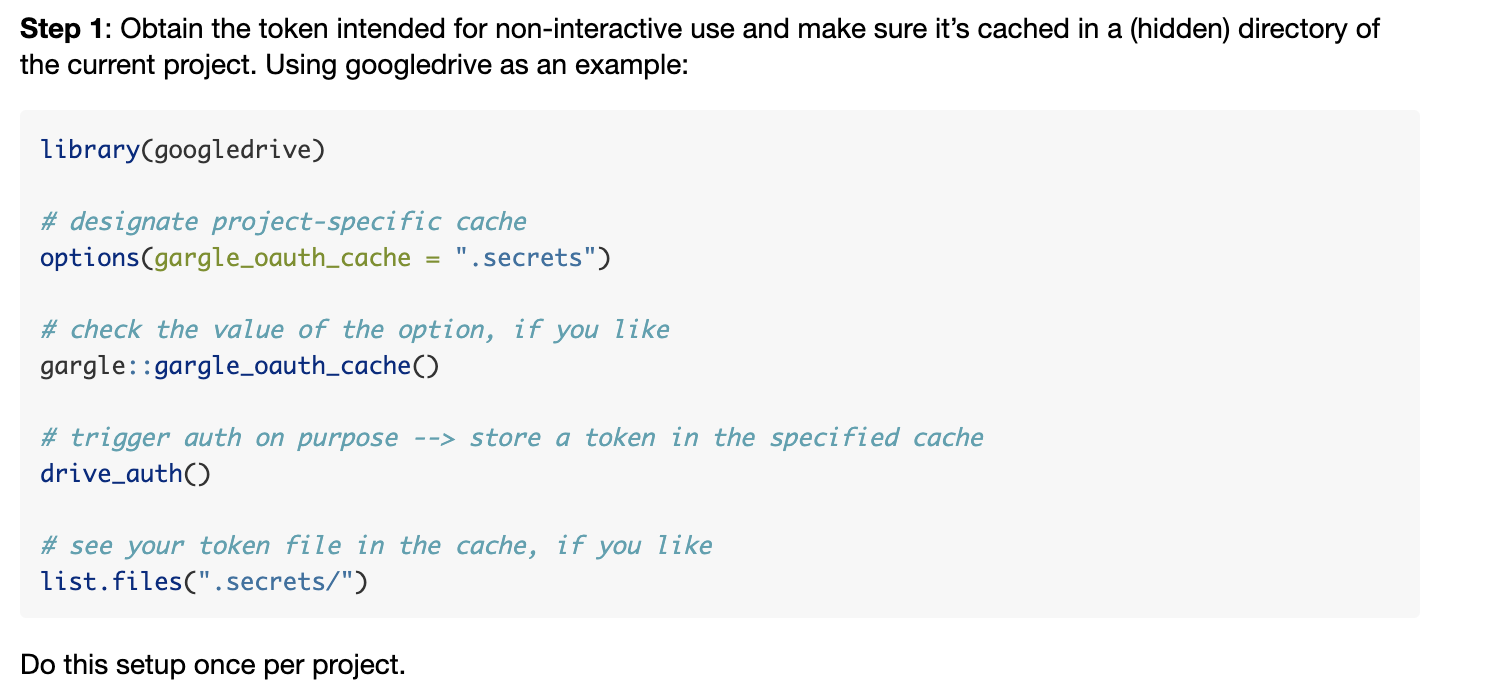 Step 1: Obtain the token intended for non-interactive use and make sure it’s cached in a (hidden) directory of
the current project. Using googledrive as an example:
library(googledrive)
# designate project-specific cache
options(gargle_oauth_cache = ".secrets")
# check the value of the option, if you like
gargle::gargle_oauth_cache()
# trigger auth on purpose --> store a token in the specified cache
drive_auth()
# see your token file in the cache, if you like
list.files(".secrets/")
Do this setup once per project.